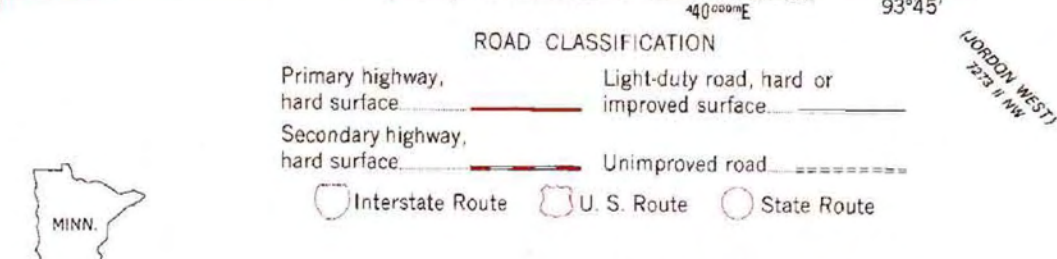 ⁴40⁰⁰⁰ᵐE
93°45'
ROAD CLASSIFICATION
(JORDON WEST)
7273 II NW
Primary highway,
hard surface
Light-duty road, hard or
improved surface
Secondary highway,
hard surface
Unimproved road
Interstate Route
U. S. Route
State Route
MINN.